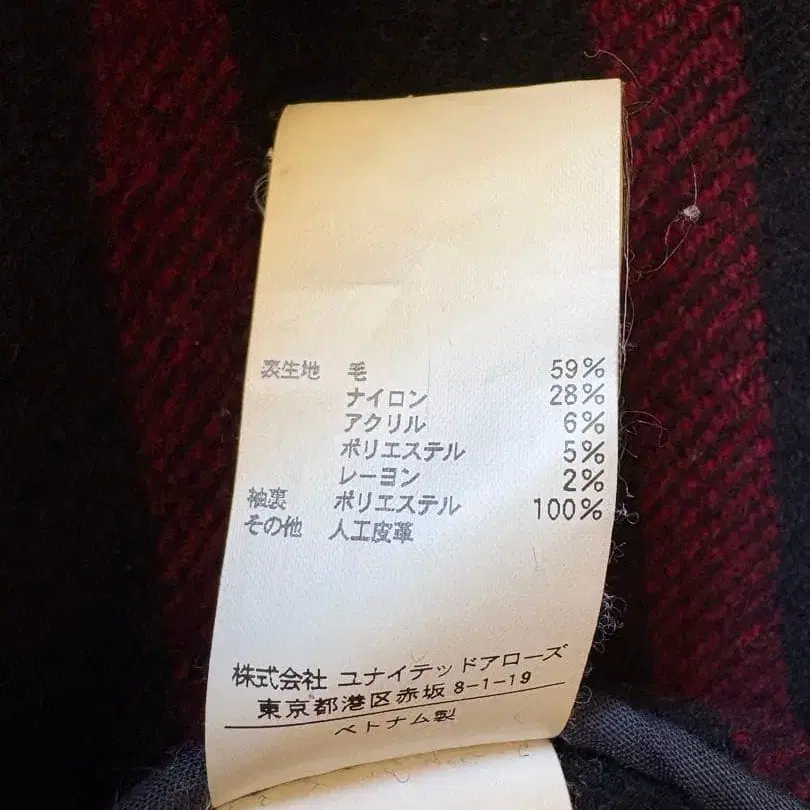 表生地 毛 59%
ナイロン 28%
アクリル 6%
ポリエステル 5%
レーヨン 2%
袖裏 ポリエステル 100%
その他 人工皮革
株式会社 ユナイテッドアローズ
東京都港区赤坂 8-1-19
ベトナム製